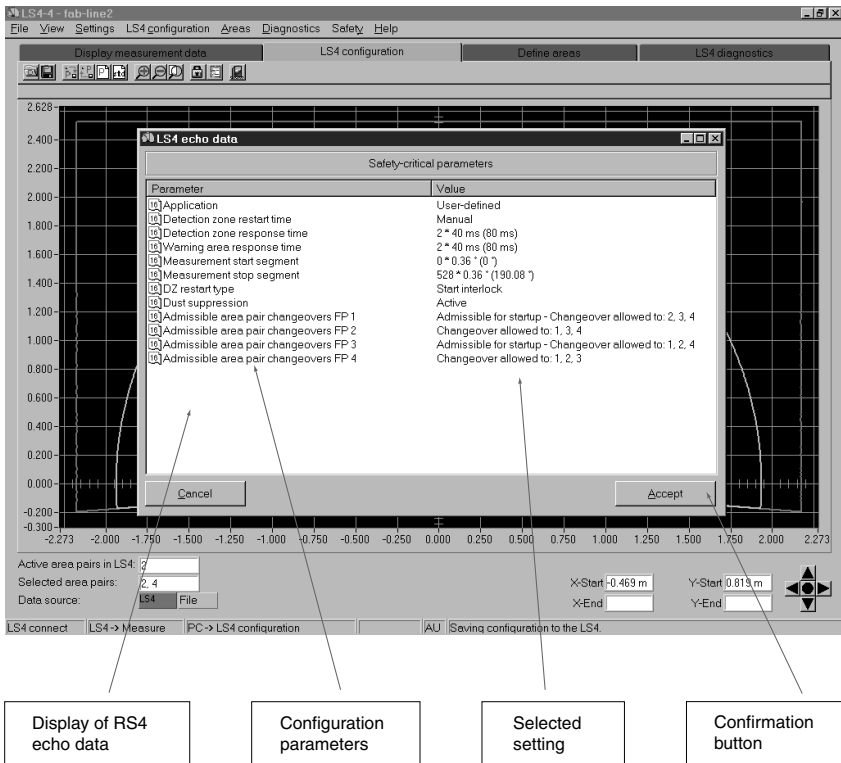 LS4-4 - fab-line2
File View Settings LS4 configuration Areas Diagnostics Safety Help
Display measurement data LS4 configuration Define areas LS4 diagnostics
2.628
2.400
2.200
2.000
1.800
1.600
1.400
1.200
1.000
0.800
0.600
0.400
0.200
0.000
-0.200
-0.300
LS4 echo data
Safety-critical parameters
Parameter Value
Application User-defined
Detection zone restart time Manual
Detection zone response time 2 * 40 ms (80 ms)
Warning area response time 2 * 40 ms (80 ms)
Measurement start segment 0 * 0.36 ° (0 °)
Measurement stop segment 528 * 0.36 ° (190.08 °)
DZ restart type Start interlock
Dust suppression Active
Admissible area pair changeovers FP 1 Admissible for startup - Changeover allowed to: 2, 3, 4
Admissible area pair changeovers FP 2 Changeover allowed to: 1, 3, 4
Admissible area pair changeovers FP 3 Admissible for startup - Changeover allowed to: 1, 2, 4
Admissible area pair changeovers FP 4 Changeover allowed to: 1, 2, 3
Cancel Accept
-2.273 -2.000 -1.750 -1.500 -1.250 -1.000 -0.750 -0.500 -0.250 0.000 0.250 0.500 0.750 1.000 1.250 1.500 1.750 2.000 2.273
Active area pairs in LS4: 2
Selected area pairs: 2, 4 X-Start -0.469 m Y-Start 0.819 m
Data source: LS4 File X-End Y-End
LS4 connect LS4-> Measure PC-> LS4 configuration AU Saving configuration to the LS4.
Display of RS4
echo data
Configuration
parameters
Selected
setting
Confirmation
button